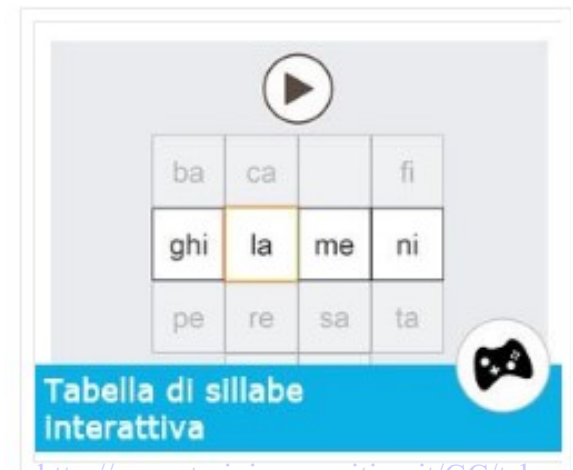 ba ca fi
ghi la me ni
pe re sa ta
Tabella di sillabe
interattiva